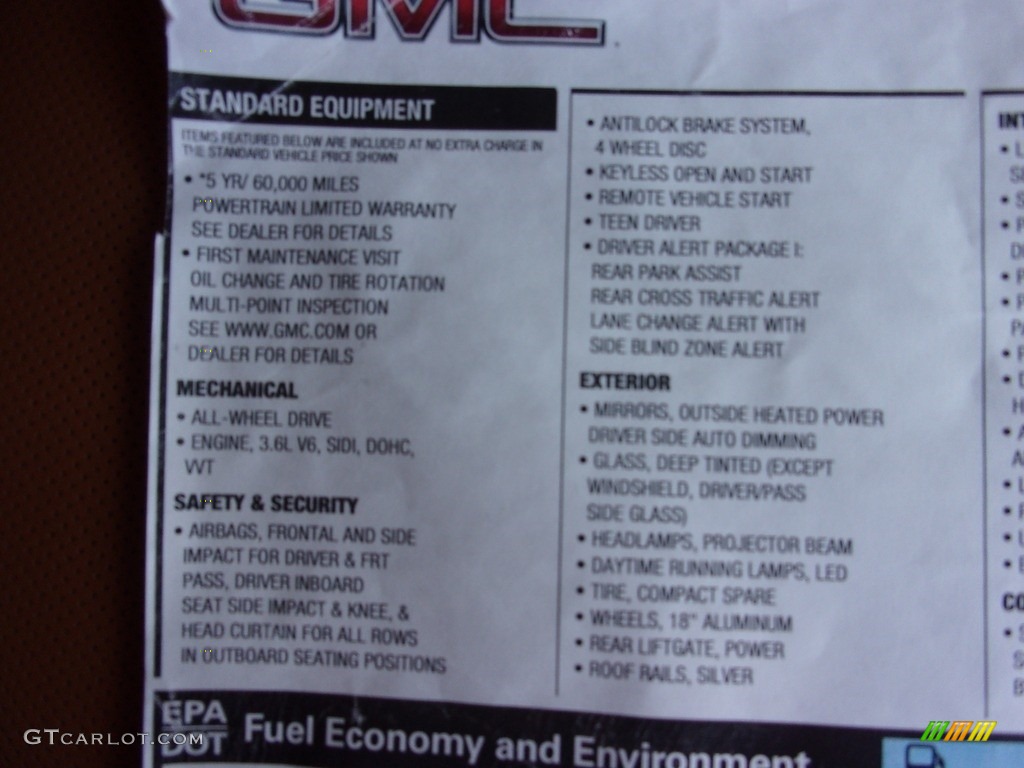 GMC
STANDARD EQUIPMENT
ITEMS FEATURED BELOW ARE INCLUDED AT NO EXTRA CHARGE IN
THE STANDARD VEHICLE PRICE SHOWN
• *5 YR/ 60,000 MILES
POWERTRAIN LIMITED WARRANTY
SEE DEALER FOR DETAILS
• FIRST MAINTENANCE VISIT
OIL CHANGE AND TIRE ROTATION
MULTI-POINT INSPECTION
SEE WWW.GMC.COM OR
DEALER FOR DETAILS
MECHANICAL
• ALL-WHEEL DRIVE
• ENGINE, 3.6L V6, SIDI, DOHC,
VVT
SAFETY & SECURITY
• AIRBAGS, FRONTAL AND SIDE
IMPACT FOR DRIVER & FRT
PASS, DRIVER INBOARD
SEAT SIDE IMPACT & KNEE, &
HEAD CURTAIN FOR ALL ROWS
IN OUTBOARD SEATING POSITIONS
• ANTILOCK BRAKE SYSTEM,
4 WHEEL DISC
• KEYLESS OPEN AND START
• REMOTE VEHICLE START
• TEEN DRIVER
• DRIVER ALERT PACKAGE I:
REAR PARK ASSIST
REAR CROSS TRAFFIC ALERT
LANE CHANGE ALERT WITH
SIDE BLIND ZONE ALERT
EXTERIOR
• MIRRORS, OUTSIDE HEATED POWER
DRIVER SIDE AUTO DIMMING
• GLASS, DEEP TINTED (EXCEPT
WINDSHIELD, DRIVER/PASS
SIDE GLASS)
• HEADLAMPS, PROJECTOR BEAM
• DAYTIME RUNNING LAMPS, LED
• TIRE, COMPACT SPARE
• WHEELS, 18" ALUMINUM
• REAR LIFTGATE, POWER
• ROOF RAILS, SILVER
EPA
DOT
Fuel Economy and Environment
GTCARLOT.COM